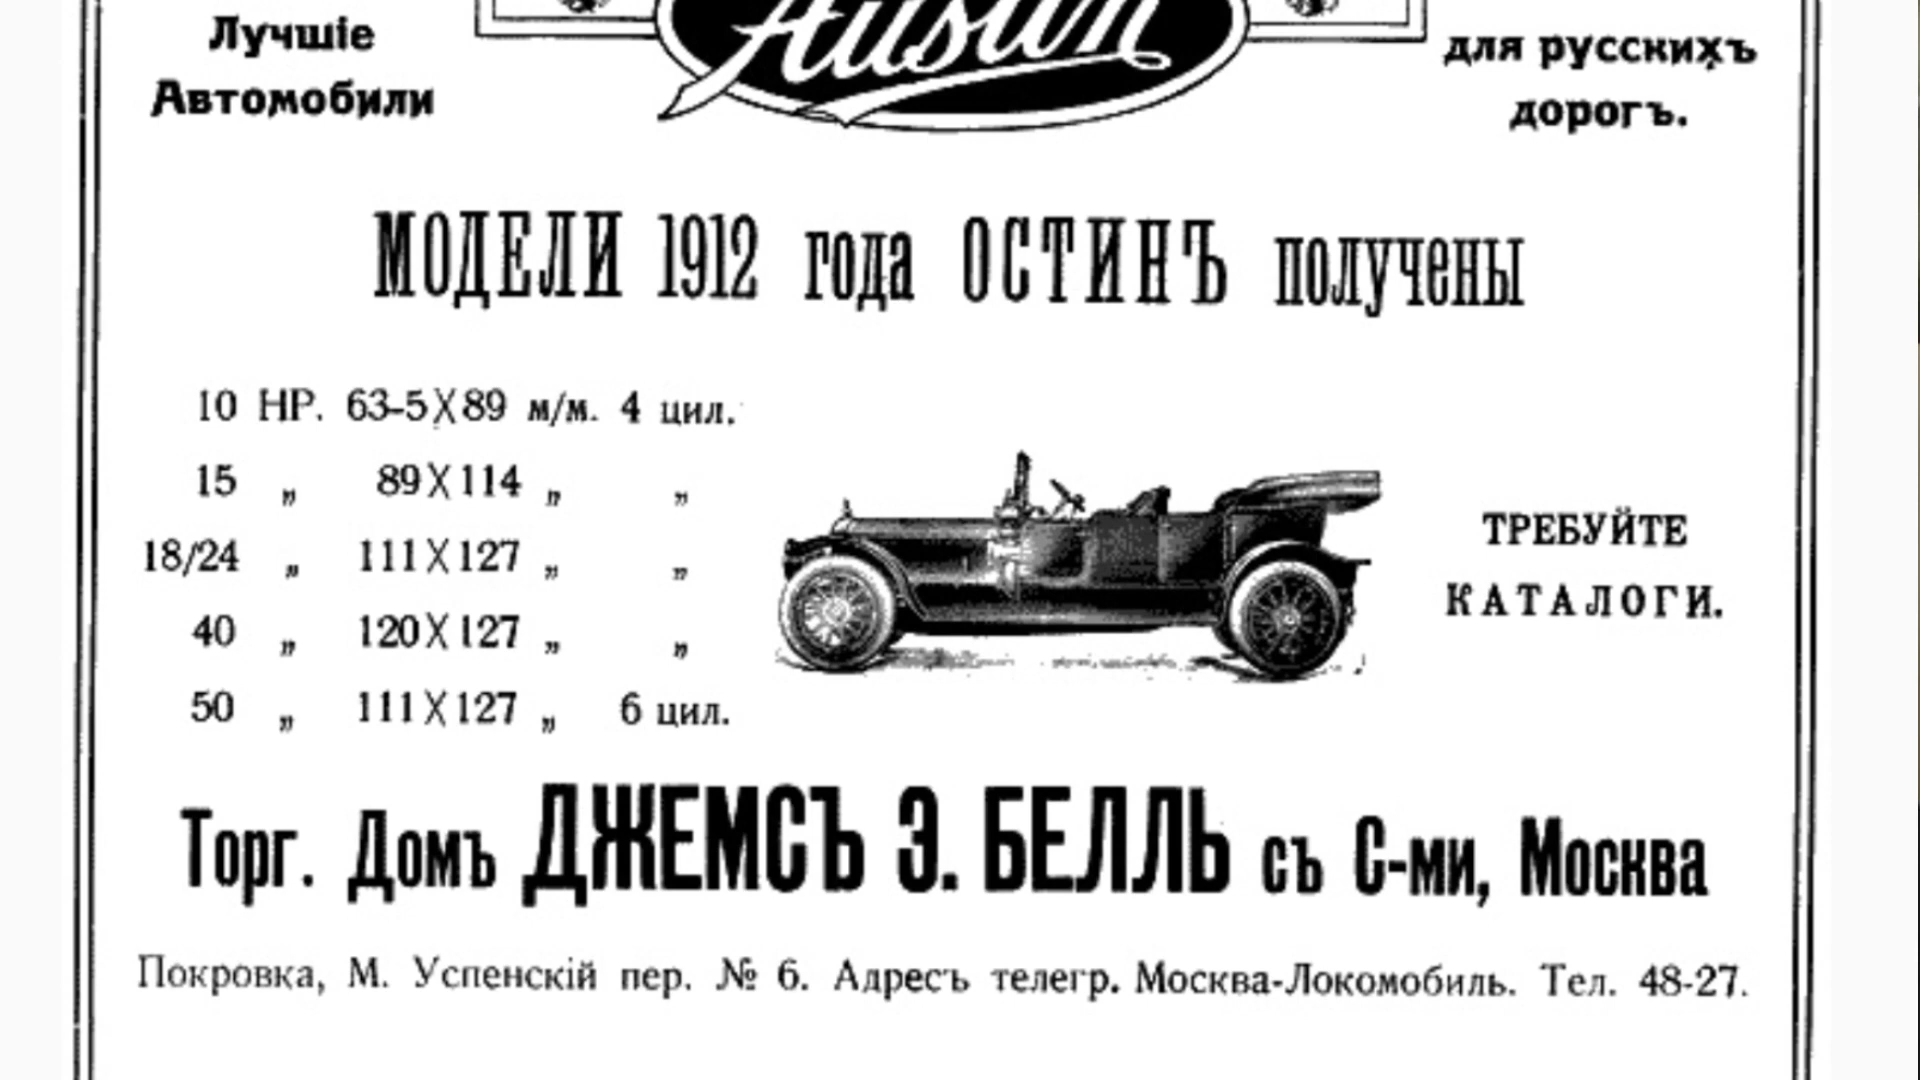 Лучшіе
Автомобили
Austin
для русскихъ
дорогъ.
МОДЕЛИ 1912 года ОСТИНЪ получены
10 HP. 63-5X89 м/м. 4 цил.
15 „ 89X114 „ „
18/24 „ 111X127 „ „
40 „ 120X127 „ „
50 „ 111X127 „ 6 цил.
ТРЕБУЙТЕ
КАТАЛОГИ.
Торг. Домъ ДЖЕМСЪ Э. БЕЛЛЬ съ С-ми, Москва
Покровка, М. Успенскій пер. № 6. Адресъ телегр. Москва-Локомобиль. Тел. 48-27.